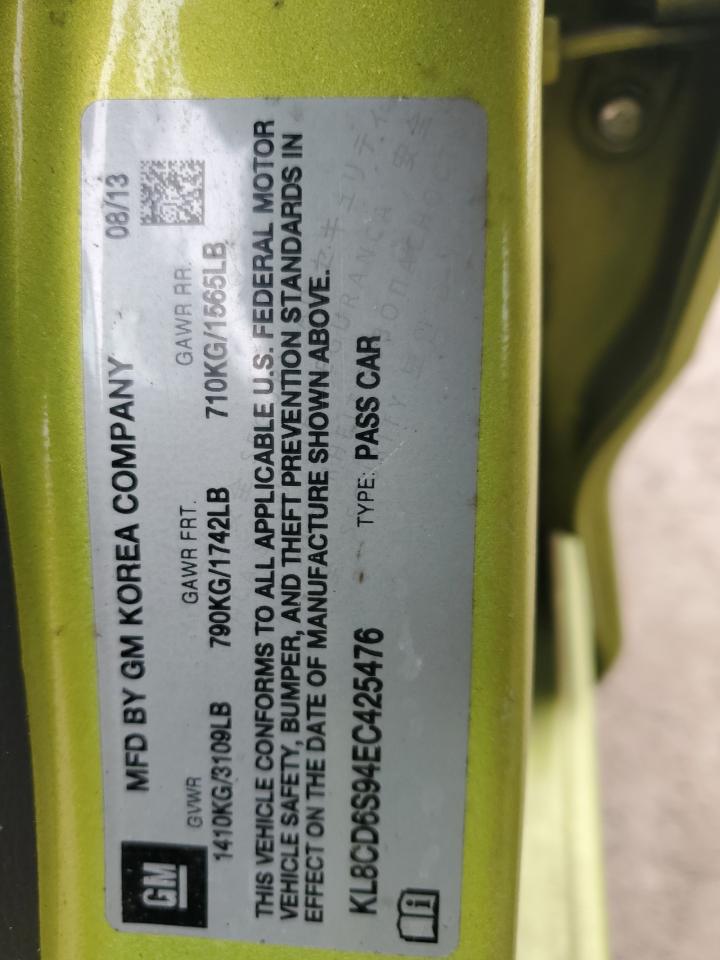 GM
MFD BY GM KOREA COMPANY 08/13
GVWR GAWR FRT. GAWR RR.
1410KG/3109LB 790KG/1742LB 710KG/1565LB
THIS VEHICLE CONFORMS TO ALL APPLICABLE U.S. FEDERAL MOTOR
VEHICLE SAFETY, BUMPER, AND THEFT PREVENTION STANDARDS IN
EFFECT ON THE DATE OF MANUFACTURE SHOWN ABOVE.
KL8CD6S94EC425476 TYPE: PASS CAR